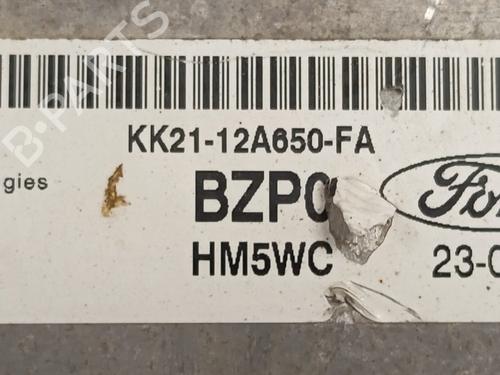 B-PARTS
KK21-12A650-FA
gies
BZP
HM5WC
23-